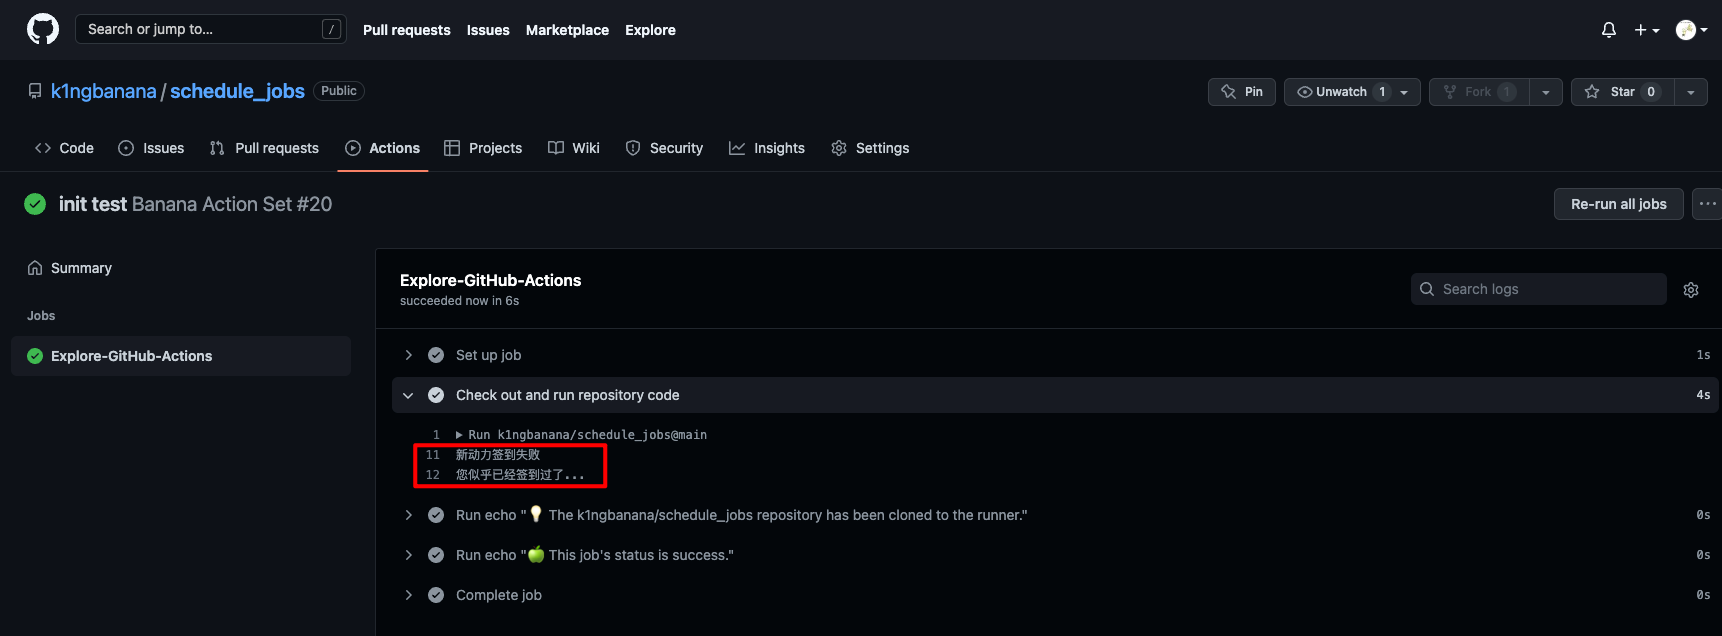 Search or jump to... /
Pull requests Issues Marketplace Explore
k1ngbanana / schedule_jobs Public
Pin Unwatch 1 Fork 1 Star 0
Code Issues Pull requests Actions Projects Wiki Security Insights Settings
init test Banana Action Set #20
Re-run all jobs ...
Summary
Jobs
Explore-GitHub-Actions
Explore-GitHub-Actions
succeeded now in 6s
Search logs
Set up job 1s
Check out and run repository code 4s
1 Run k1ngbanana/schedule_jobs@main
11 新动力签到失败
12 您似乎已经签到过了...
Run echo "💡 The k1ngbanana/schedule_jobs repository has been cloned to the runner." 0s
Run echo "🍏 This job's status is success." 0s
Complete job 0s